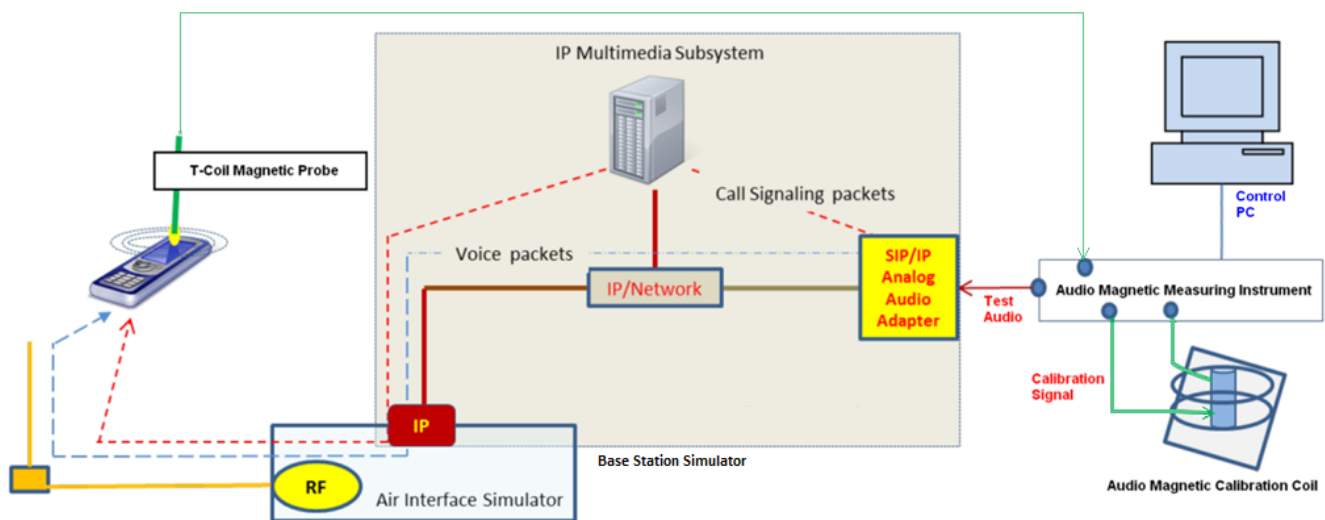 IP Multimedia Subsystem
T-Coil Magnetic Probe
Call Signaling packets
Control
PC
Voice packets
SIP/IP
Analog
Audio
Adapter
IP/Network
Audio Magnetic Measuring Instrument
Test
Audio
Calibration
Signal
IP
Base Station Simulator
RF
Air Interface Simulator
Audio Magnetic Calibration Coil